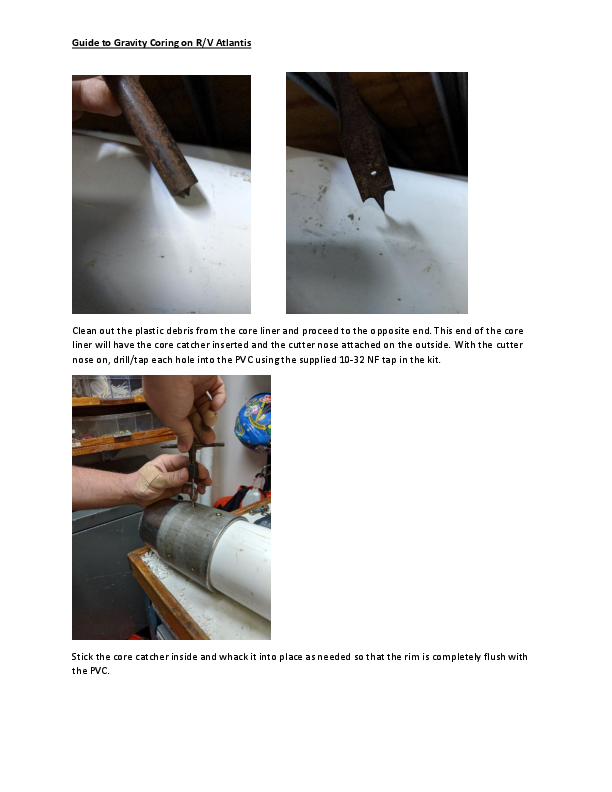 Guide to Gravity Coring on R/V Atlantis
Clean out the plastic debris from the core liner and proceed to the opposite end. This end of the core
liner will have the core catcher inserted and the cutter nose attached on the outside. With the cutter
nose on, drill/tap each hole into the PVC using the supplied 10-32 NF tap in the kit.
Stick the core catcher inside and whack it into place as needed so that the rim is completely flush with
the PVC.